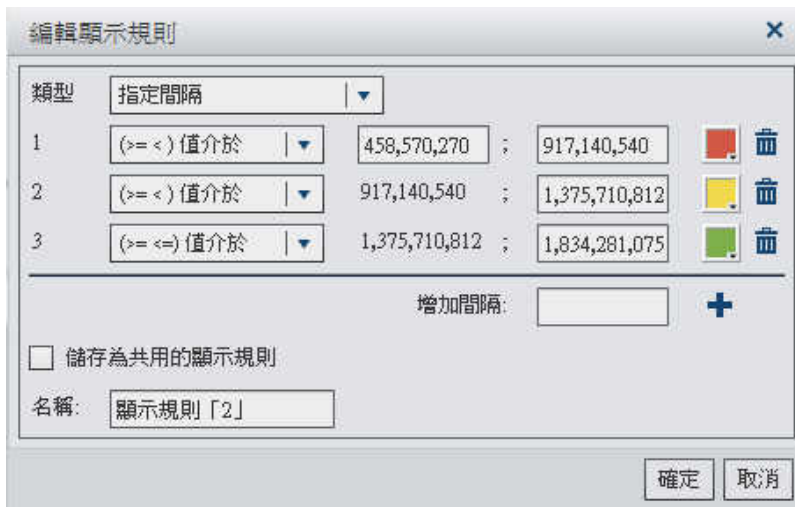 編輯顯示規則
類型 指定間隔
1 (>= < ) 值介於 458,570,270 ; 917,140,540
2 (>= < ) 值介於 917,140,540 ; 1,375,710,812
3 (>= <=) 值介於 1,375,710,812 ; 1,834,281,075
增加間隔:
儲存為共用的顯示規則
名稱: 顯示規則「2」
確定 取消